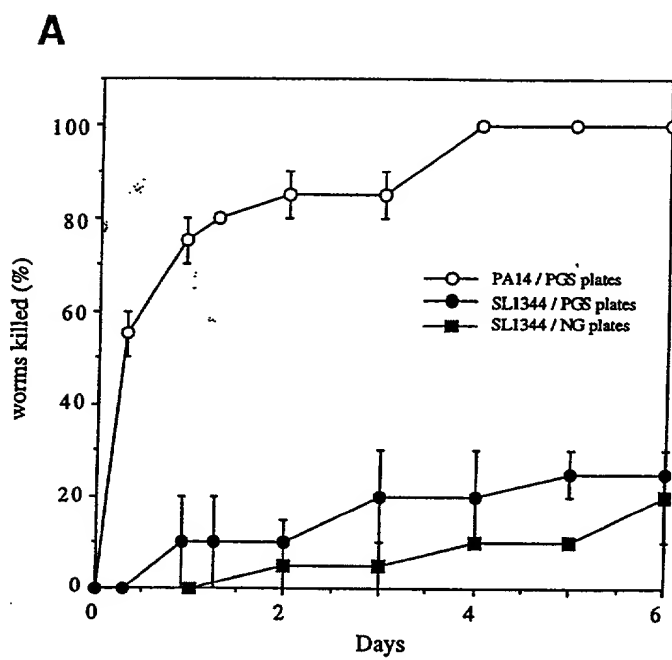 A
worms killed (%)
100
80
60
40
20
0
PA14 / PGS plates
SL1344 / PGS plates
SL1344 / NG plates
0 2 4 6
Days